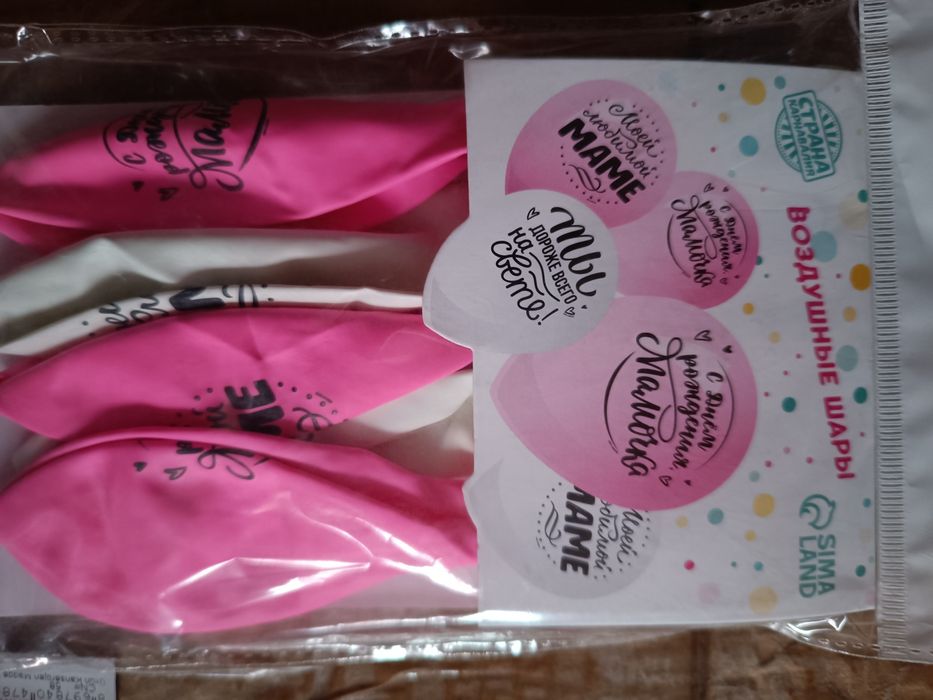 СТРАНА
КАРНАВАЛИЯ
ВОЗДУШНЫЕ ШАРЫ
SIMA
LAND
Моей
любимой
МАМЕ
С Днём
рождения,
Мамочка
Ты
ДОРОЖЕ ВСЕГО
на
свете!
С Днём
рождения,
Мамочка
Моей
любимой
МАМЕ